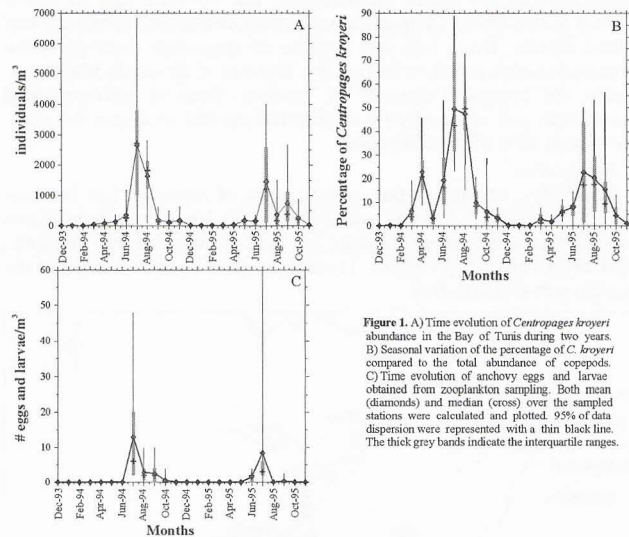 A
individuals/m³
7000
6000
5000
4000
3000
2000
1000
0
Dec-93
Feb-94
Apr-94
Jun-94
Aug-94
Oct-94
Dec-94
Feb-95
Apr-95
Jun-95
Aug-95
Oct-95
B
Percentage of Centropages kroyeri
90
80
70
60
50
40
30
20
10
0
Dec-93
Feb-94
Apr-94
Jun-94
Aug-94
Oct-94
Dec-94
Feb-95
Apr-95
Jun-95
Aug-95
Oct-95
Months
C
# eggs and larvae/m³
60
50
40
30
20
10
0
Dec-93
Feb-94
Apr-94
Jun-94
Aug-94
Oct-94
Dec-94
Feb-95
Apr-95
Jun-95
Aug-95
Oct-95
Months
Figure 1. A) Time evolution of Centropages kroyeri
abundance in the Bay of Tunis during two years.
B) Seasonal variation of the percentage of C. kroyeri
compared to the total abundance of copepods.
C) Time evolution of anchovy eggs and larvae
obtained from zooplankton sampling. Both mean
(diamonds) and median (cross) over the sampled
stations were calculated and plotted. 95% of data
dispersion were represented with a thin black line.
The thick grey bands indicate the interquartile ranges.